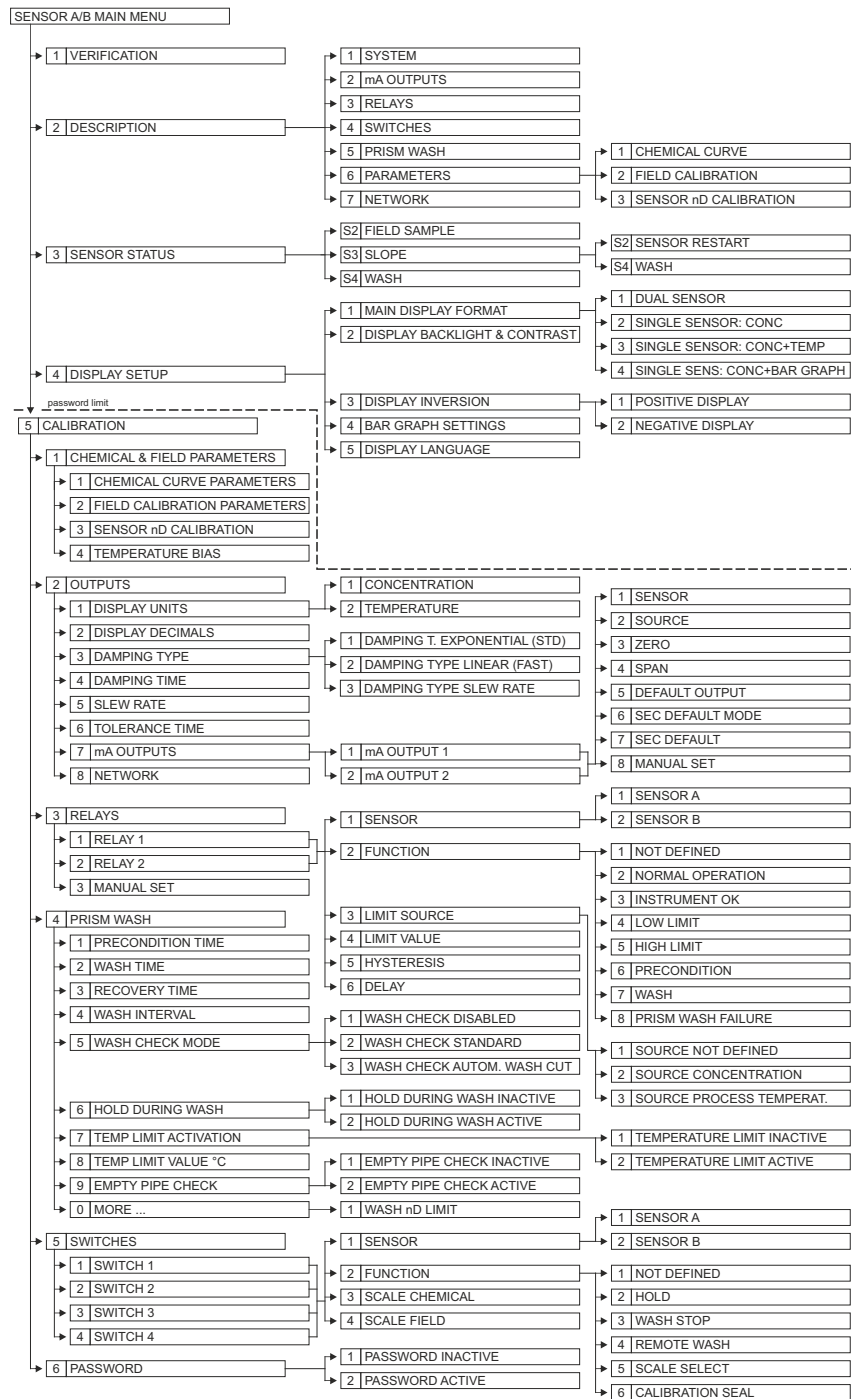 SENSOR A/B MAIN MENU
1 VERIFICATION
2 DESCRIPTION
1 SYSTEM
2 mA OUTPUTS
3 RELAYS
4 SWITCHES
5 PRISM WASH
6 PARAMETERS
7 NETWORK
1 CHEMICAL CURVE
2 FIELD CALIBRATION
3 SENSOR nD CALIBRATION
3 SENSOR STATUS
S2 FIELD SAMPLE
S3 SLOPE
S4 WASH
S2 SENSOR RESTART
S4 WASH
4 DISPLAY SETUP
1 MAIN DISPLAY FORMAT
2 DISPLAY BACKLIGHT & CONTRAST
1 DUAL SENSOR
2 SINGLE SENSOR: CONC
3 SINGLE SENSOR: CONC+TEMP
4 SINGLE SENS: CONC+BAR GRAPH
3 DISPLAY INVERSION
4 BAR GRAPH SETTINGS
5 DISPLAY LANGUAGE
1 POSITIVE DISPLAY
2 NEGATIVE DISPLAY
password limit
5 CALIBRATION
1 CHEMICAL & FIELD PARAMETERS
1 CHEMICAL CURVE PARAMETERS
2 FIELD CALIBRATION PARAMETERS
3 SENSOR nD CALIBRATION
4 TEMPERATURE BIAS
2 OUTPUTS
1 DISPLAY UNITS
2 DISPLAY DECIMALS
3 DAMPING TYPE
4 DAMPING TIME
5 SLEW RATE
6 TOLERANCE TIME
7 mA OUTPUTS
8 NETWORK
1 CONCENTRATION
2 TEMPERATURE
1 DAMPING T. EXPONENTIAL (STD)
2 DAMPING TYPE LINEAR (FAST)
3 DAMPING TYPE SLEW RATE
1 mA OUTPUT 1
2 mA OUTPUT 2
1 SENSOR
2 SOURCE
3 ZERO
4 SPAN
5 DEFAULT OUTPUT
6 SEC DEFAULT MODE
7 SEC DEFAULT
8 MANUAL SET
3 RELAYS
1 RELAY 1
2 RELAY 2
3 MANUAL SET
1 SENSOR
2 FUNCTION
3 LIMIT SOURCE
4 LIMIT VALUE
5 HYSTERESIS
6 DELAY
1 SENSOR A
2 SENSOR B
1 NOT DEFINED
2 NORMAL OPERATION
3 INSTRUMENT OK
4 LOW LIMIT
5 HIGH LIMIT
6 PRECONDITION
7 WASH
8 PRISM WASH FAILURE
1 SOURCE NOT DEFINED
2 SOURCE CONCENTRATION
3 SOURCE PROCESS TEMPERAT.
4 PRISM WASH
1 PRECONDITION TIME
2 WASH TIME
3 RECOVERY TIME
4 WASH INTERVAL
5 WASH CHECK MODE
1 WASH CHECK DISABLED
2 WASH CHECK STANDARD
3 WASH CHECK AUTOM. WASH CUT
6 HOLD DURING WASH
1 HOLD DURING WASH INACTIVE
2 HOLD DURING WASH ACTIVE
7 TEMP LIMIT ACTIVATION
1 TEMPERATURE LIMIT INACTIVE
2 TEMPERATURE LIMIT ACTIVE
8 TEMP LIMIT VALUE °C
9 EMPTY PIPE CHECK
1 EMPTY PIPE CHECK INACTIVE
2 EMPTY PIPE CHECK ACTIVE
0 MORE ...
1 WASH nD LIMIT
5 SWITCHES
1 SWITCH 1
2 SWITCH 2
3 SWITCH 3
4 SWITCH 4
1 SENSOR
2 FUNCTION
3 SCALE CHEMICAL
4 SCALE FIELD
1 SENSOR A
2 SENSOR B
1 NOT DEFINED
2 HOLD
3 WASH STOP
4 REMOTE WASH
5 SCALE SELECT
6 CALIBRATION SEAL
6 PASSWORD
1 PASSWORD INACTIVE
2 PASSWORD ACTIVE